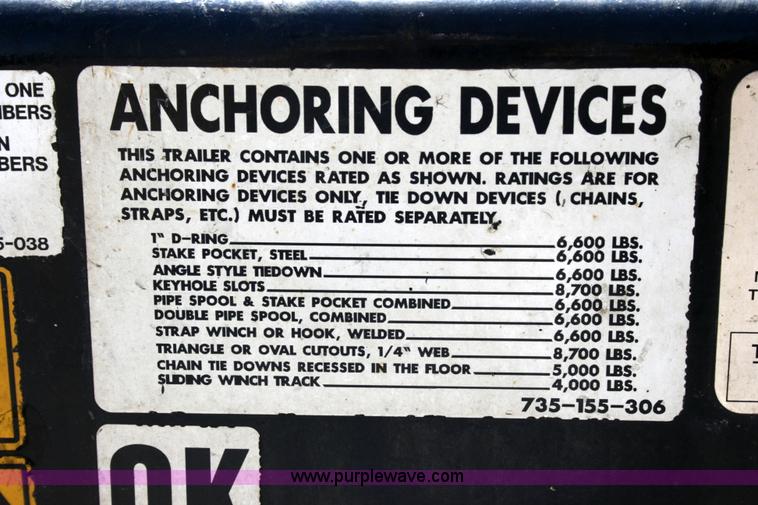 ONE
MBERS
N
MBERS
5-038
ANCHORING DEVICES
THIS TRAILER CONTAINS ONE OR MORE OF THE FOLLOWING
ANCHORING DEVICES RATED AS SHOWN. RATINGS ARE FOR
ANCHORING DEVICES ONLY, TIE DOWN DEVICES ( CHAINS,
STRAPS, ETC.) MUST BE RATED SEPARATELY.
1" D-RING 6,600 LBS.
STAKE POCKET, STEEL 6,600 LBS.
ANGLE STYLE TIEDOWN 6,600 LBS.
KEYHOLE SLOTS 8,700 LBS.
PIPE SPOOL & STAKE POCKET COMBINED 6,600 LBS.
DOUBLE PIPE SPOOL, COMBINED 6,600 LBS.
STRAP WINCH OR HOOK, WELDED 6,600 LBS.
TRIANGLE OR OVAL CUTOUTS, 1/4" WEB 8,700 LBS.
CHAIN TIE DOWNS RECESSED IN THE FLOOR 5,000 LBS.
SLIDING WINCH TRACK 4,000 LBS.
735-155-306
OK
www.purplewave.com